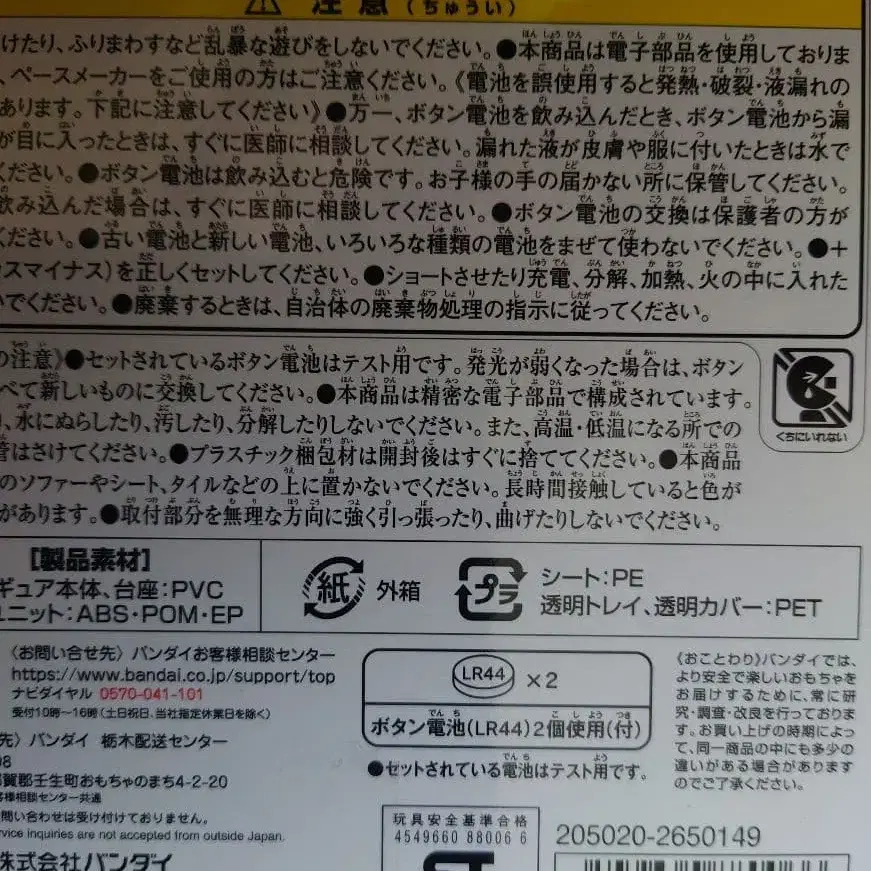 ⚠ 注意(ちゅうい)
けたり、ふりまわすなど乱暴な遊びをしないでください。●本商品は電子部品を使用しておりま
、ペースメーカーをご使用の方はご注意ください。《電池を誤使用すると発熱・破裂・液漏れの
あります。下記に注意してください》●万一、ボタン電池を飲み込んだとき、ボタン電池から漏
が目に入ったときは、すぐに医師に相談してください。漏れた液が皮膚や服に付いたときは水で
ください。●ボタン電池は飲み込むと危険です。お子様の手の届かない所に保管してください。
飲み込んだ場合は、すぐに医師に相談してください。●ボタン電池の交換は保護者の方が
ください。●古い電池と新しい電池、いろいろな種類の電池をまぜて使わないでください。●+
ラスマイナス)を正しくセットしてください。●ショートさせたり充電、分解、加熱、火の中に入れた
いでください。●廃棄するときは、自治体の廃棄物処理の指示に従ってください。
の注意》●セットされているボタン電池はテスト用です。発光が弱くなった場合は、ボタン
べて新しいものに交換してください。●本商品は精密な電子部品で構成されています。
り、水にぬらしたり、汚したり、分解したりしないでください。また、高温・低温になる所での
管はさけてください。●プラスチック梱包材は開封後はすぐに捨ててください。●本商品
のソファーやシート、タイルなどの上に置かないでください。長時間接触していると色が
があります。●取付部分を無理な方向に強く引っ張ったり、曲げたりしないでください。
くちにいれない
[製品素材]
ギュア本体、台座:PVC
ユニット:ABS・POM・EP
紙 外箱
プラ シート:PE
透明トレイ、透明カバー:PET
〈お問い合せ先〉バンダイお客様相談センター
https://www.bandai.co.jp/support/top
ナビダイヤル 0570-041-101
受付10時~16時(土日祝日、当社指定休業日を除く)
先〉バンダイ 栃木配送センター
98
都賀郡壬生町おもちゃのまち4-2-20
客様相談センター共通
問い合わせは受け付けておりません。
rvice inquiries are not accepted from outside Japan.
株式会社バンダイ
LR44 ×2
ボタン電池(LR44)2個使用(付)
●セットされている電池はテスト用です。
《おことわり》バンダイでは、
より安全で楽しいおもちゃを
お届けするために、常に研
究・調査・改良を行っておりま
す。お買い上げの時期によっ
て、同一商品の中にも多少の
違いがある場合があります
のでご了承ください。
玩具安全基準合格
4549660 88006 6
ST
205020-2650149